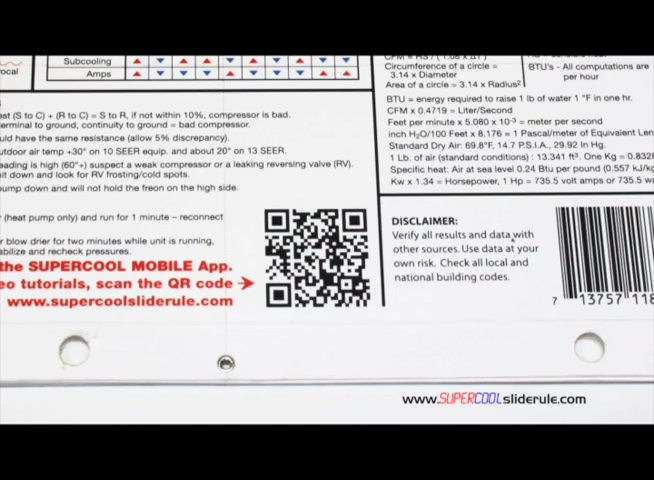 Subcooling
ocal
Amps
est (S to C) + (R to C) = S to R, if not within 10%, compressor is bad.
erminal to ground, continuity to ground = bad compressor.
uld have the same resistance (allow 5% discrepancy).
utdoor air temp +30° on 10 SEER equip. and about 20° on 13 SEER.
eading is high (60°+) suspect a weak compressor or a leaking reversing valve (RV).
it down and look for RV frosting/cold spots.
pump down and will not hold the freon on the high side.
r (heat pump only) and run for 1 minute – reconnect
r blow drier for two minutes while unit is running,
abilize and recheck pressures.
the SUPERCOOL MOBILE App.
eo tutorials, scan the QR code
www.supercoolsliderule.com
Circumference of a circle =
3.14 x Diameter
Area of a circle = 3.14 x Radius²
BTU's - All computations are
per hour
BTU = energy required to raise 1 lb of water 1 °F in one hr.
CFM x 0.4719 = Liter/Second
Feet per minute x 5.080 x 10⁻³ = meter per second
inch H₂O/100 Feet x 8.176 = 1 Pascal/meter of Equivalent Len
Standard Dry Air: 69.8°F, 14.7 P.S.I.A., 29.92 In Hg.
1 Lb. of air (standard conditions) : 13.341 ft³. One Kg = 0.832
Specific heat: Air at sea level 0.24 Btu per pound (0.557 kJ/kg
Kw x 1.34 = Horsepower, 1 Hp = 735.5 volt amps or 735.5 w
DISCLAIMER:
Verify all results and data with
other sources. Use data at your
own risk. Check all local and
national building codes.
7 13757 118
www.SUPERCOOLsliderule.com